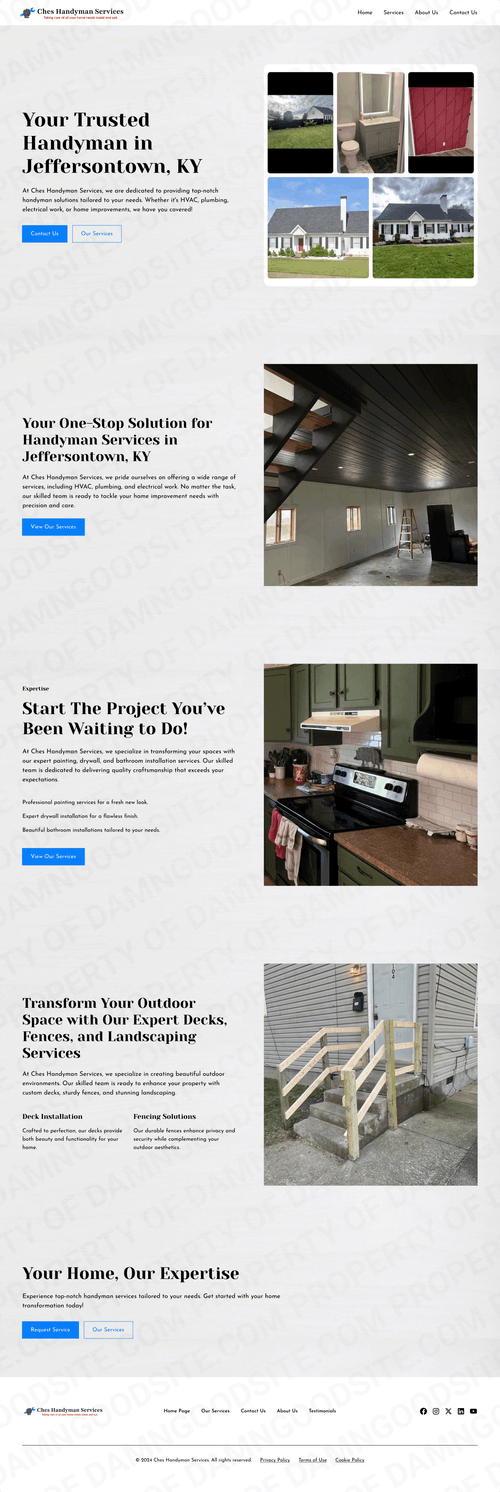 Ches Handyman Services
Taking care of all your home needs inside and out.
Home Services About Us Contact Us
Your Trusted
Handyman in
Jeffersontown, KY
At Ches Handyman Services, we are dedicated to providing top-notch
handyman solutions tailored to your needs. Whether it's HVAC, plumbing,
electrical work, or home improvements, we have you covered!
Contact Us Our Services
Your One-Stop Solution for
Handyman Services in
Jeffersontown, KY
At Ches Handyman Services, we pride ourselves on offering a wide range of
services, including HVAC, plumbing, and electrical work. No matter the task,
our skilled team is ready to tackle your home improvement needs with
precision and care.
View Our Services
Expertise
Start The Project You've
Been Waiting to Do!
At Ches Handyman Services, we specialize in transforming your spaces with
our expert painting, drywall, and bathroom installation services. Our skilled
team is dedicated to delivering quality craftsmanship that exceeds your
expectations.
Professional painting services for a fresh new look.
Expert drywall installation for a flawless finish.
Beautiful bathroom installations tailored to your needs.
View Our Services
Transform Your Outdoor
Space with Our Expert Decks,
Fences, and Landscaping
Services
At Ches Handyman Services, we specialize in creating beautiful outdoor
environments. Our skilled team is ready to enhance your property with
custom decks, sturdy fences, and stunning landscaping.
Deck Installation
Crafted to perfection, our decks provide
both beauty and functionality for your
home.
Fencing Solutions
Our durable fences enhance privacy and
security while complementing your
outdoor aesthetics.
104
Your Home, Our Expertise
Experience top-notch handyman services tailored to your needs. Get started with your home
transformation today!
Request Service Our Services
Ches Handyman Services
Home Page Our Services Contact Us About Us Testimonials
© 2024 Ches Handyman Services. All rights reserved. Privacy Policy Terms of Use Cookie Policy